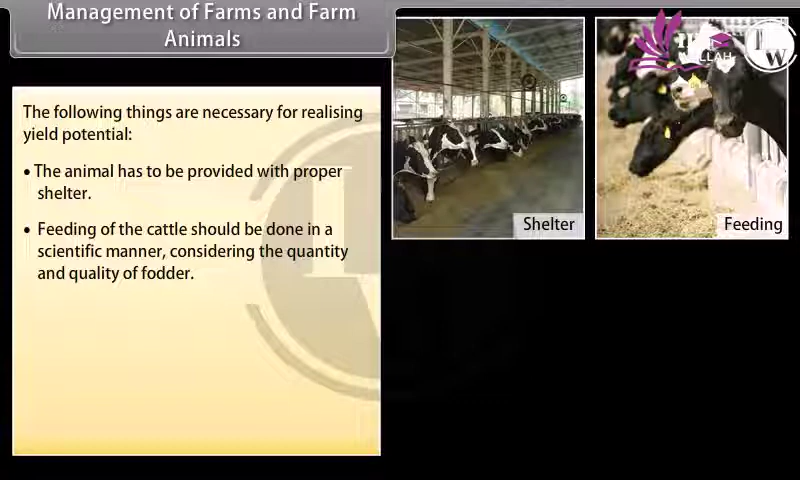 Management of Farms and Farm
Animals
The following things are necessary for realising
yield potential:
• The animal has to be provided with proper
shelter.
• Feeding of the cattle should be done in a
scientific manner, considering the quantity
and quality of fodder.
Shelter
Feeding